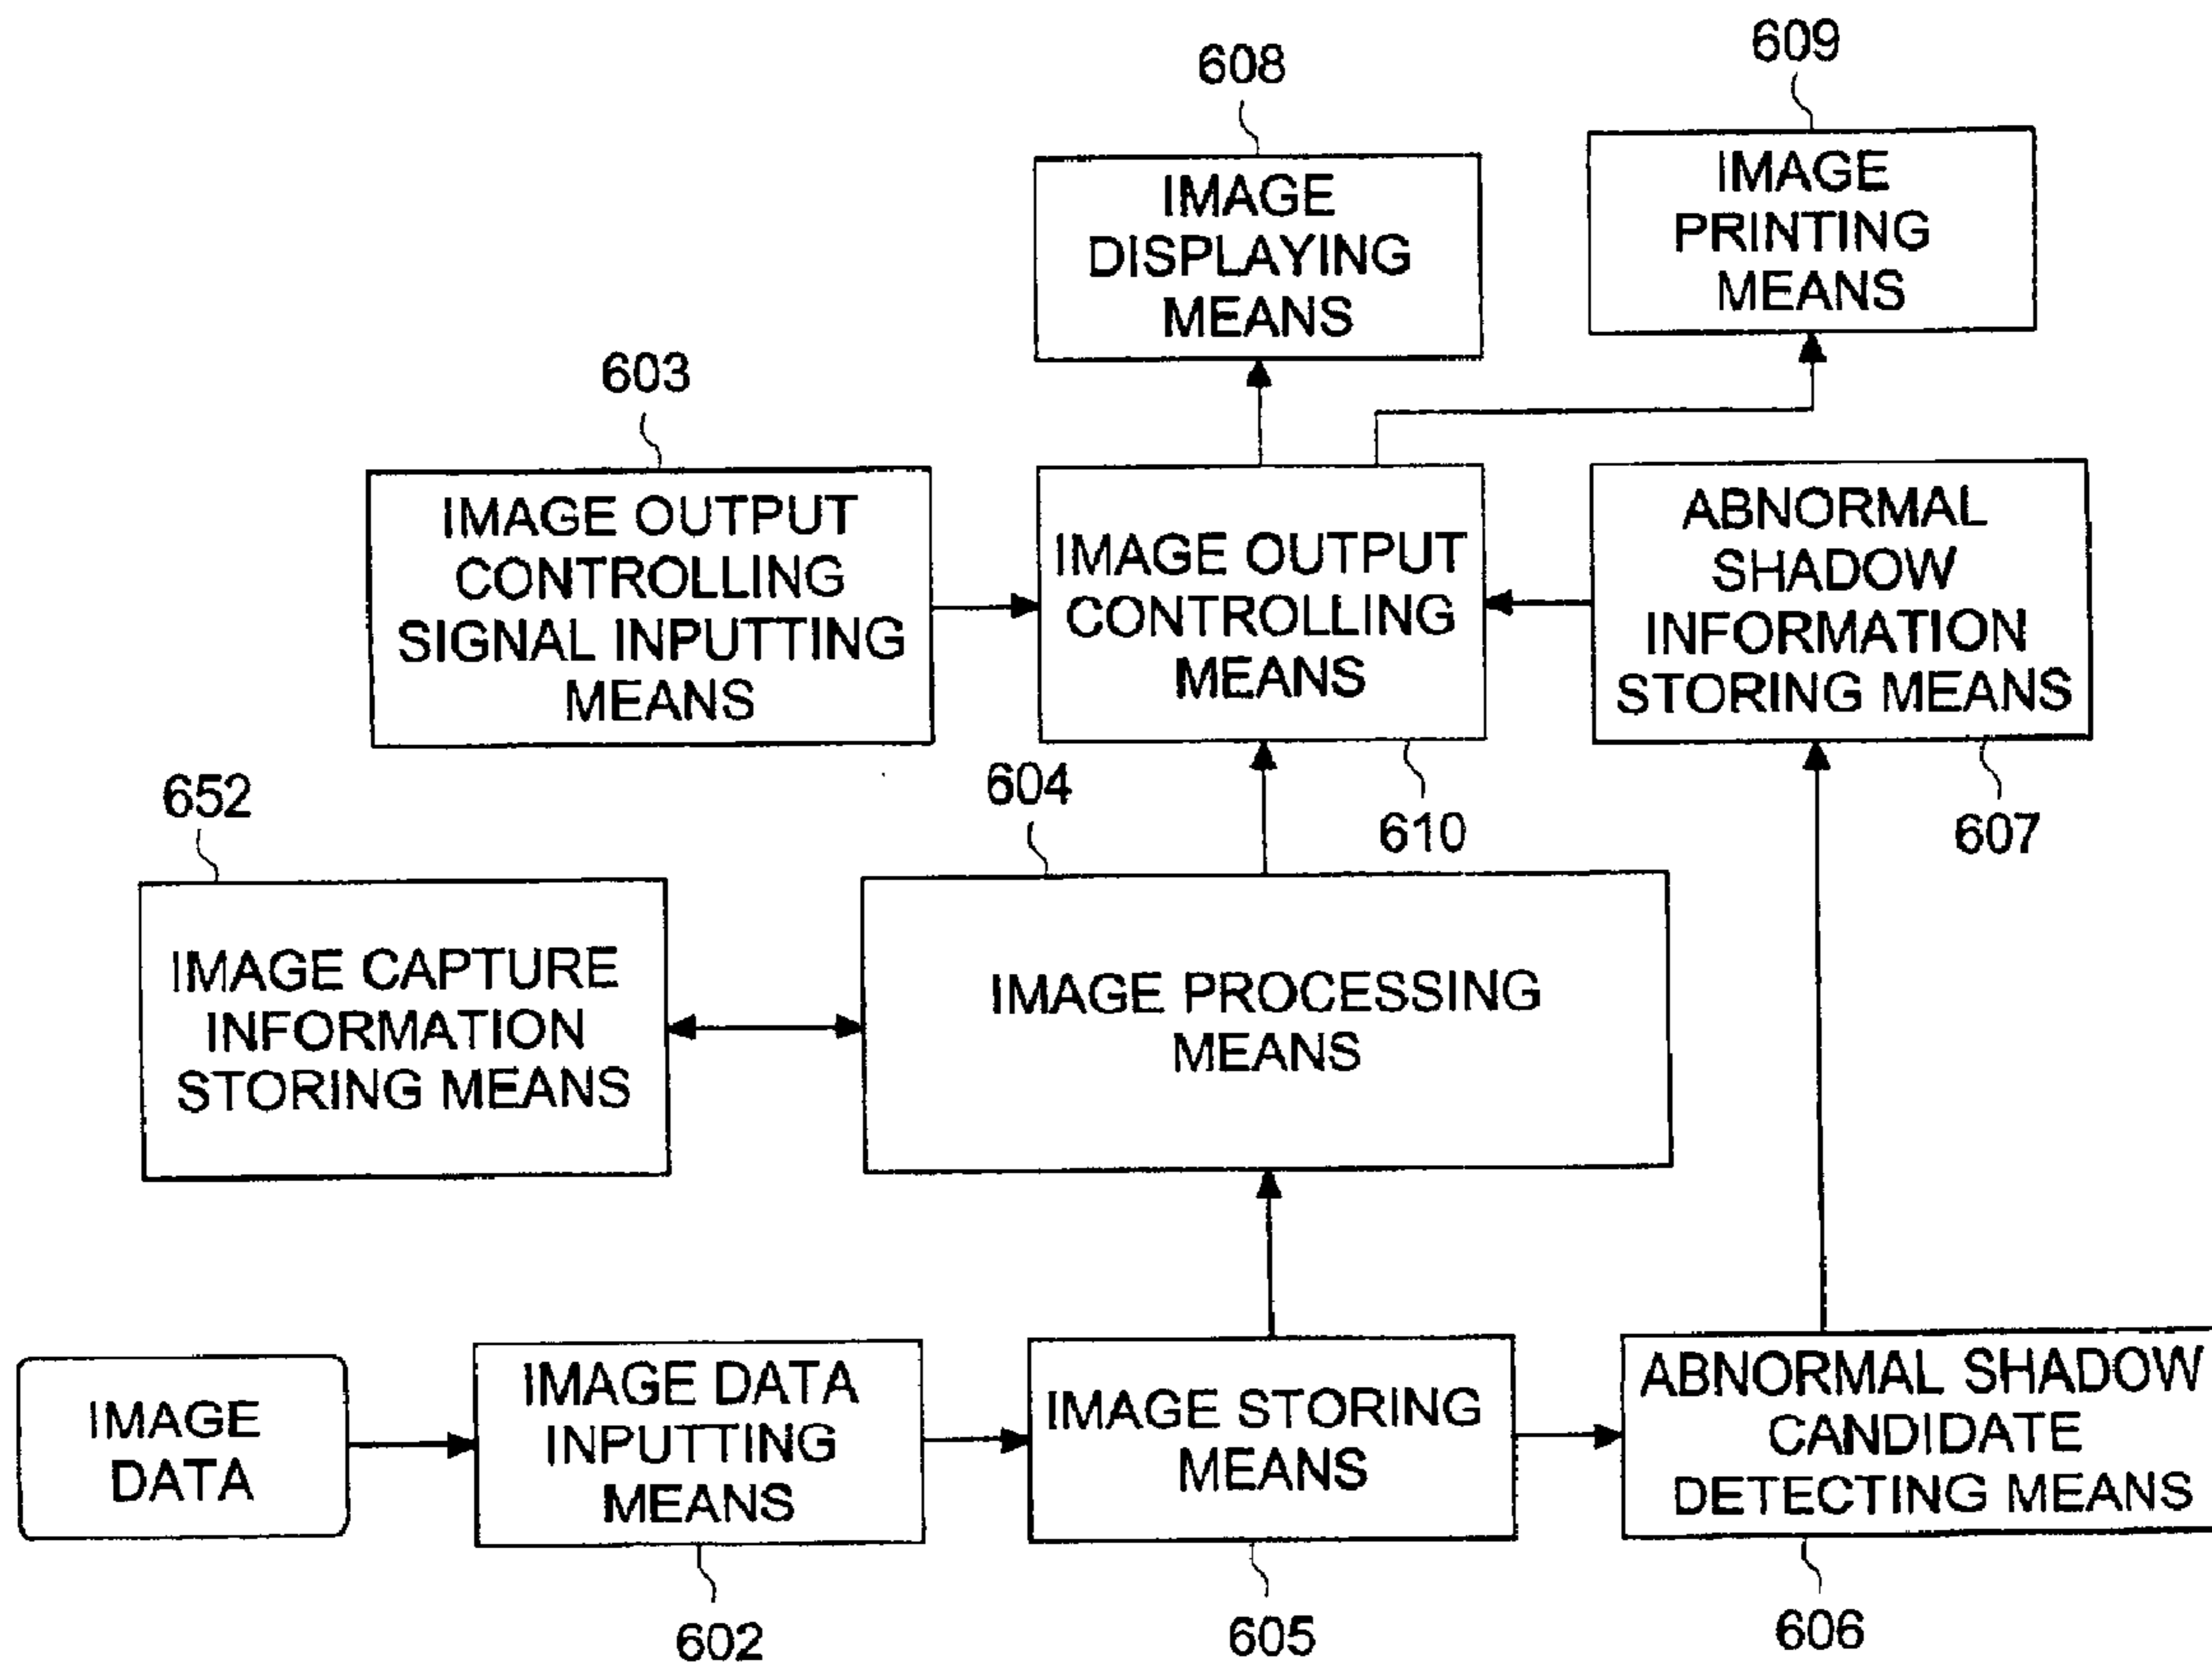 609
608
IMAGE
PRINTING
MEANS
IMAGE
DISPLAYING
MEANS
603
IMAGE OUTPUT
CONTROLLING
SIGNAL INPUTTING
MEANS
IMAGE OUTPUT
CONTROLLING
MEANS
ABNORMAL
SHADOW
INFORMATION
STORING MEANS
652
604
610
607
IMAGE CAPTURE
INFORMATION
STORING MEANS
IMAGE PROCESSING
MEANS
IMAGE
DATA
IMAGE DATA
INPUTTING
MEANS
IMAGE STORING
MEANS
ABNORMAL SHADOW
CANDIDATE
DETECTING MEANS
602
605
606